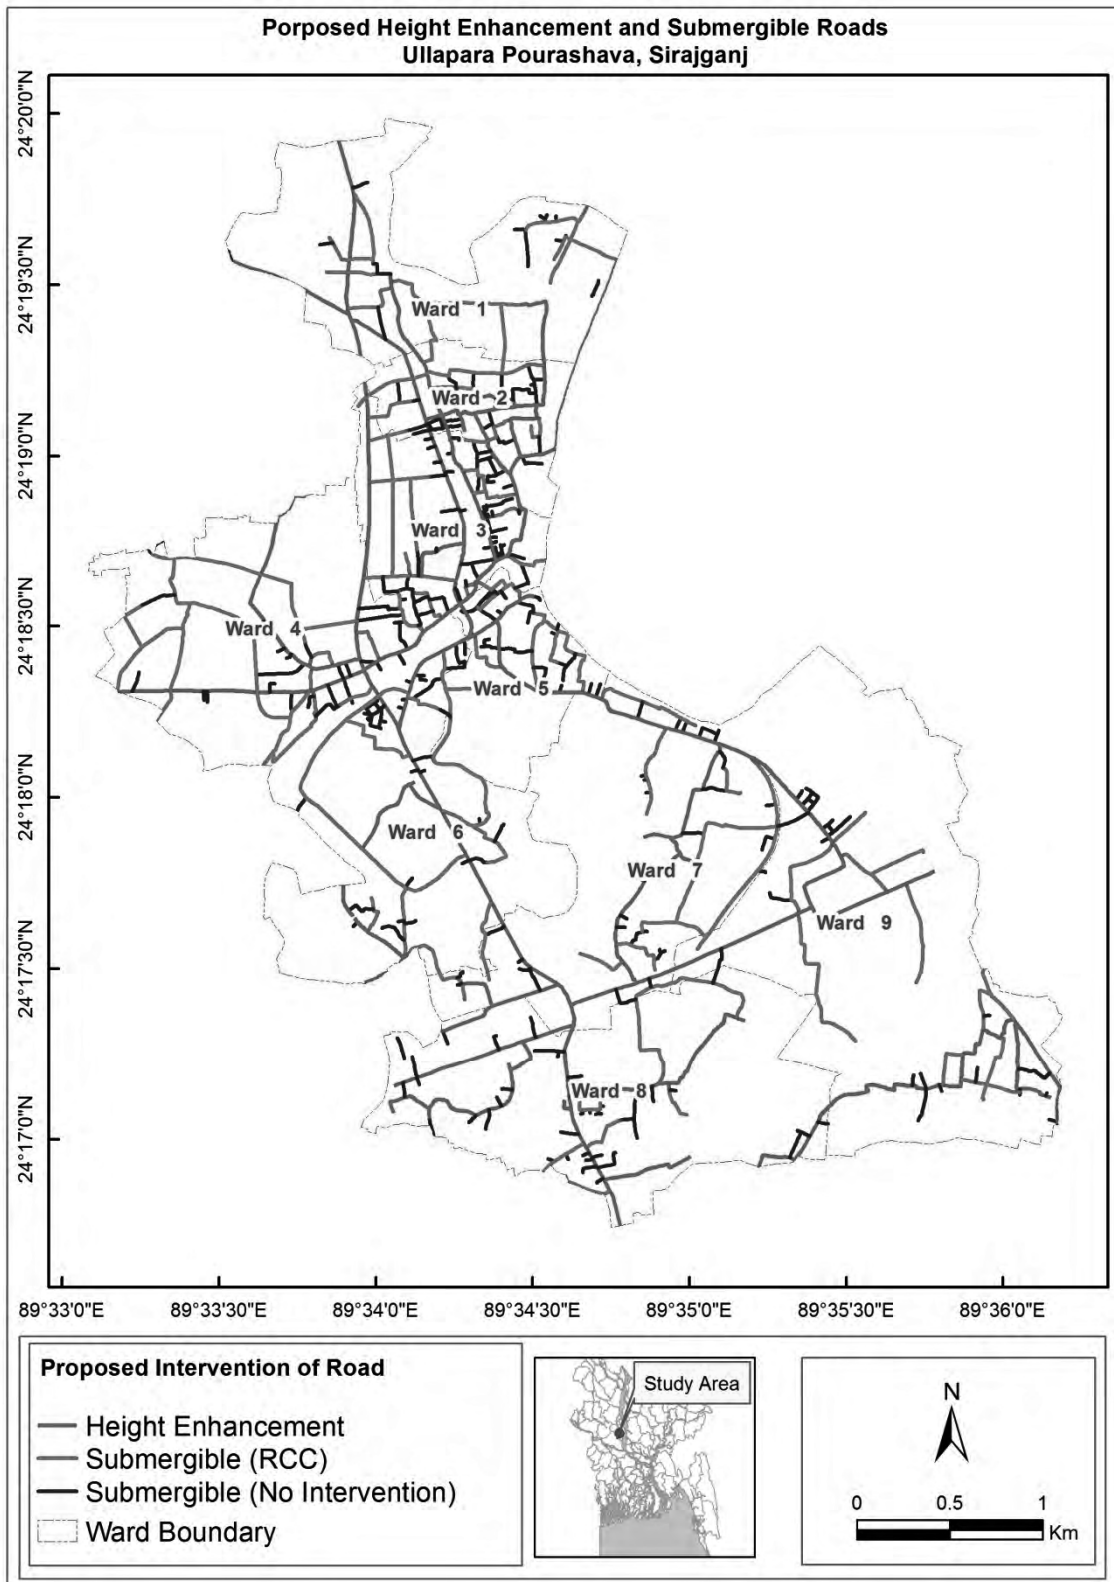 Porposed Height Enhancement and Submergible Roads
Ullapara Pourashava, Sirajganj
24°20'0"N
24°19'30"N
24°19'0"N
24°18'30"N
24°18'0"N
24°17'30"N
24°17'0"N
Ward 1
Ward 2
Ward 3
Ward 4
Ward 5
Ward 6
Ward 7
Ward 9
Ward 8
89°33'0"E 89°33'30"E 89°34'0"E 89°34'30"E 89°35'0"E 89°35'30"E 89°36'0"E
Proposed Intervention of Road
Height Enhancement
Submergible (RCC)
Submergible (No Intervention)
Ward Boundary
Study Area
N
0 0.5 1
Km